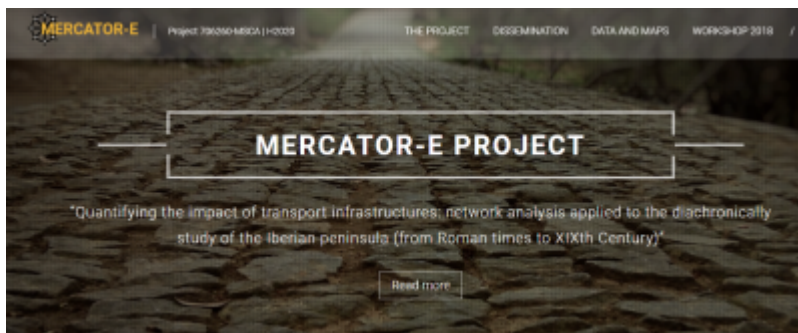 MERCATOR-E | Project 706260-MSCA | H2020 THE PROJECT DISSEMINATION DATA AND MAPS WORKSHOP 2018 /
MERCATOR-E PROJECT
"Quantifying the impact of transport infrastructures: network analysis applied to the diachronically
study of the Iberian peninsula (from Roman times to XIXth Century)"
Read more